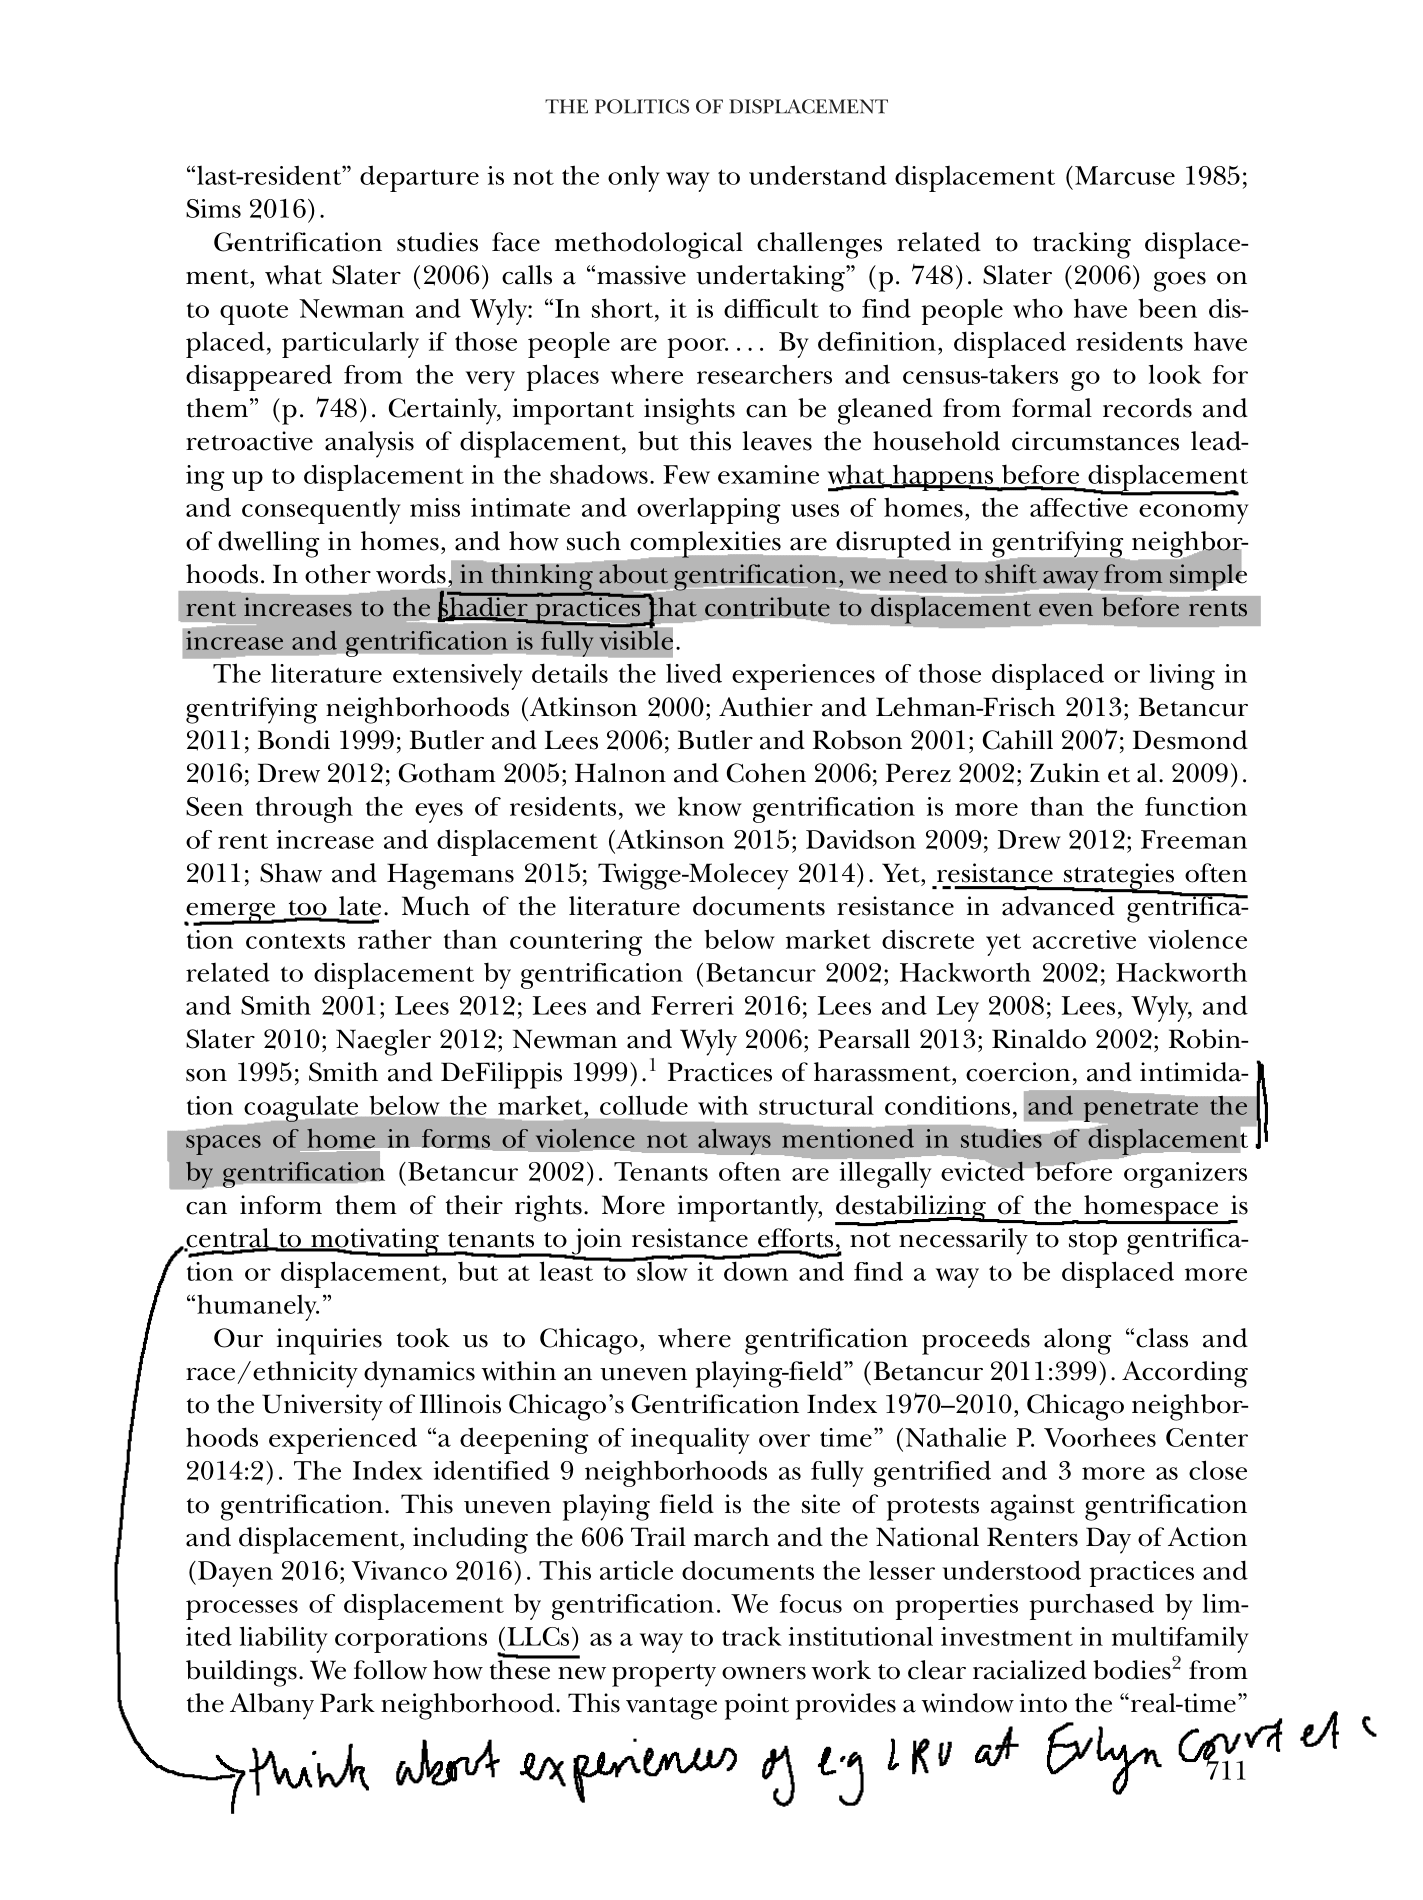 THE POLITICS OF DISPLACEMENT
“last-resident” departure is not the only way to understand displacement (Marcuse 1985;
Sims 2016).
Gentrification studies face methodological challenges related to tracking displace-
ment, what Slater (2006) calls a “massive undertaking” (p. 748). Slater (2006) goes on
to quote Newman and Wyly: “In short, it is difficult to find people who have been dis-
placed, particularly if those people are poor. . . . By definition, displaced residents have
disappeared from the very places where researchers and census-takers go to look for
them” (p. 748). Certainly, important insights can be gleaned from formal records and
retroactive analysis of displacement, but this leaves the household circumstances lead-
ing up to displacement in the shadows. Few examine what happens before displacement
and consequently miss intimate and overlapping uses of homes, the affective economy
of dwelling in homes, and how such complexities are disrupted in gentrifying neighbor-
hoods. In other words, in thinking about gentrification, we need to shift away from simple
rent increases to the shadier practices that contribute to displacement even before rents
increase and gentrification is fully visible.
The literature extensively details the lived experiences of those displaced or living in
gentrifying neighborhoods (Atkinson 2000; Authier and Lehman-Frisch 2013; Betancur
2011; Bondi 1999; Butler and Lees 2006; Butler and Robson 2001; Cahill 2007; Desmond
2016; Drew 2012; Gotham 2005; Halnon and Cohen 2006; Perez 2002; Zukin et al. 2009).
Seen through the eyes of residents, we know gentrification is more than the function
of rent increase and displacement (Atkinson 2015; Davidson 2009; Drew 2012; Freeman
2011; Shaw and Hagemans 2015; Twigge-Molecey 2014). Yet, resistance strategies often
emerge too late. Much of the literature documents resistance in advanced gentrifica-
tion contexts rather than countering the below market discrete yet accretive violence
related to displacement by gentrification (Betancur 2002; Hackworth 2002; Hackworth
and Smith 2001; Lees 2012; Lees and Ferreri 2016; Lees and Ley 2008; Lees, Wyly, and
Slater 2010; Naegler 2012; Newman and Wyly 2006; Pearsall 2013; Rinaldo 2002; Robin-
son 1995; Smith and DeFilippis 1999).1 Practices of harassment, coercion, and intimida-
tion coagulate below the market, collude with structural conditions, and penetrate the
spaces of home in forms of violence not always mentioned in studies of displacement
by gentrification (Betancur 2002). Tenants often are illegally evicted before organizers
can inform them of their rights. More importantly, destabilizing of the homespace is
central to motivating tenants to join resistance efforts, not necessarily to stop gentrifica-
tion or displacement, but at least to slow it down and find a way to be displaced more
“humanely.”
Our inquiries took us to Chicago, where gentrification proceeds along “class and
race/ethnicity dynamics within an uneven playing-field” (Betancur 2011:399). According
to the University of Illinois Chicago’s Gentrification Index 1970–2010, Chicago neighbor-
hoods experienced “a deepening of inequality over time” (Nathalie P. Voorhees Center
2014:2). The Index identified 9 neighborhoods as fully gentrified and 3 more as close
to gentrification. This uneven playing field is the site of protests against gentrification
and displacement, including the 606 Trail march and the National Renters Day of Action
(Dayen 2016; Vivanco 2016). This article documents the lesser understood practices and
processes of displacement by gentrification. We focus on properties purchased by lim-
ited liability corporations (LLCs) as a way to track institutional investment in multifamily
buildings. We follow how these new property owners work to clear racialized bodies2 from
the Albany Park neighborhood. This vantage point provides a window into the “real-time”
think about experiences of e.g LRU at Evlyn Court et c
711